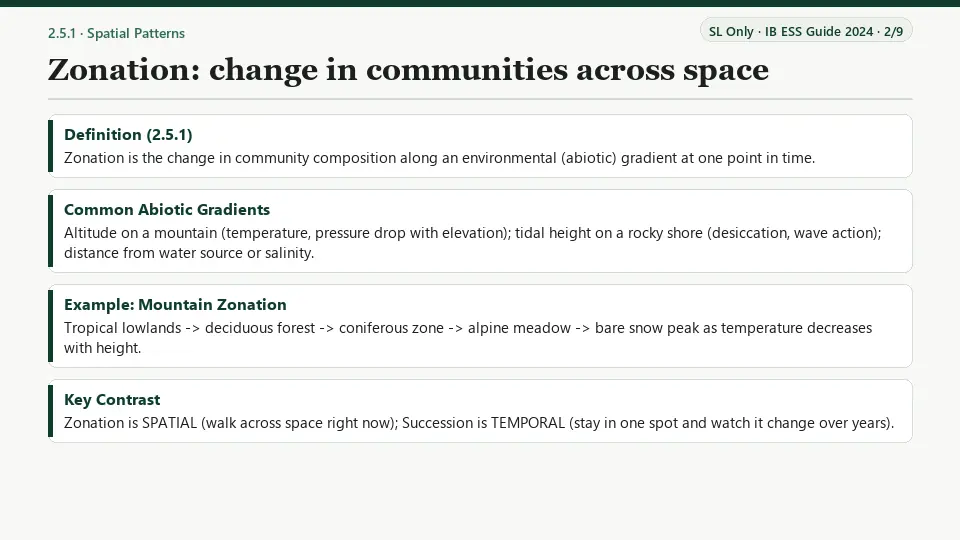 2.5.1 · Spatial Patterns
SL Only · IB ESS Guide 2024 · 2/9
Zonation: change in communities across space
Definition (2.5.1)
Zonation is the change in community composition along an environmental (abiotic) gradient at one point in time.
Common Abiotic Gradients
Altitude on a mountain (temperature, pressure drop with elevation); tidal height on a rocky shore (desiccation, wave action);
distance from water source or salinity.
Example: Mountain Zonation
Tropical lowlands -> deciduous forest -> coniferous zone -> alpine meadow -> bare snow peak as temperature decreases
with height.
Key Contrast
Zonation is SPATIAL (walk across space right now); Succession is TEMPORAL (stay in one spot and watch it change over years).